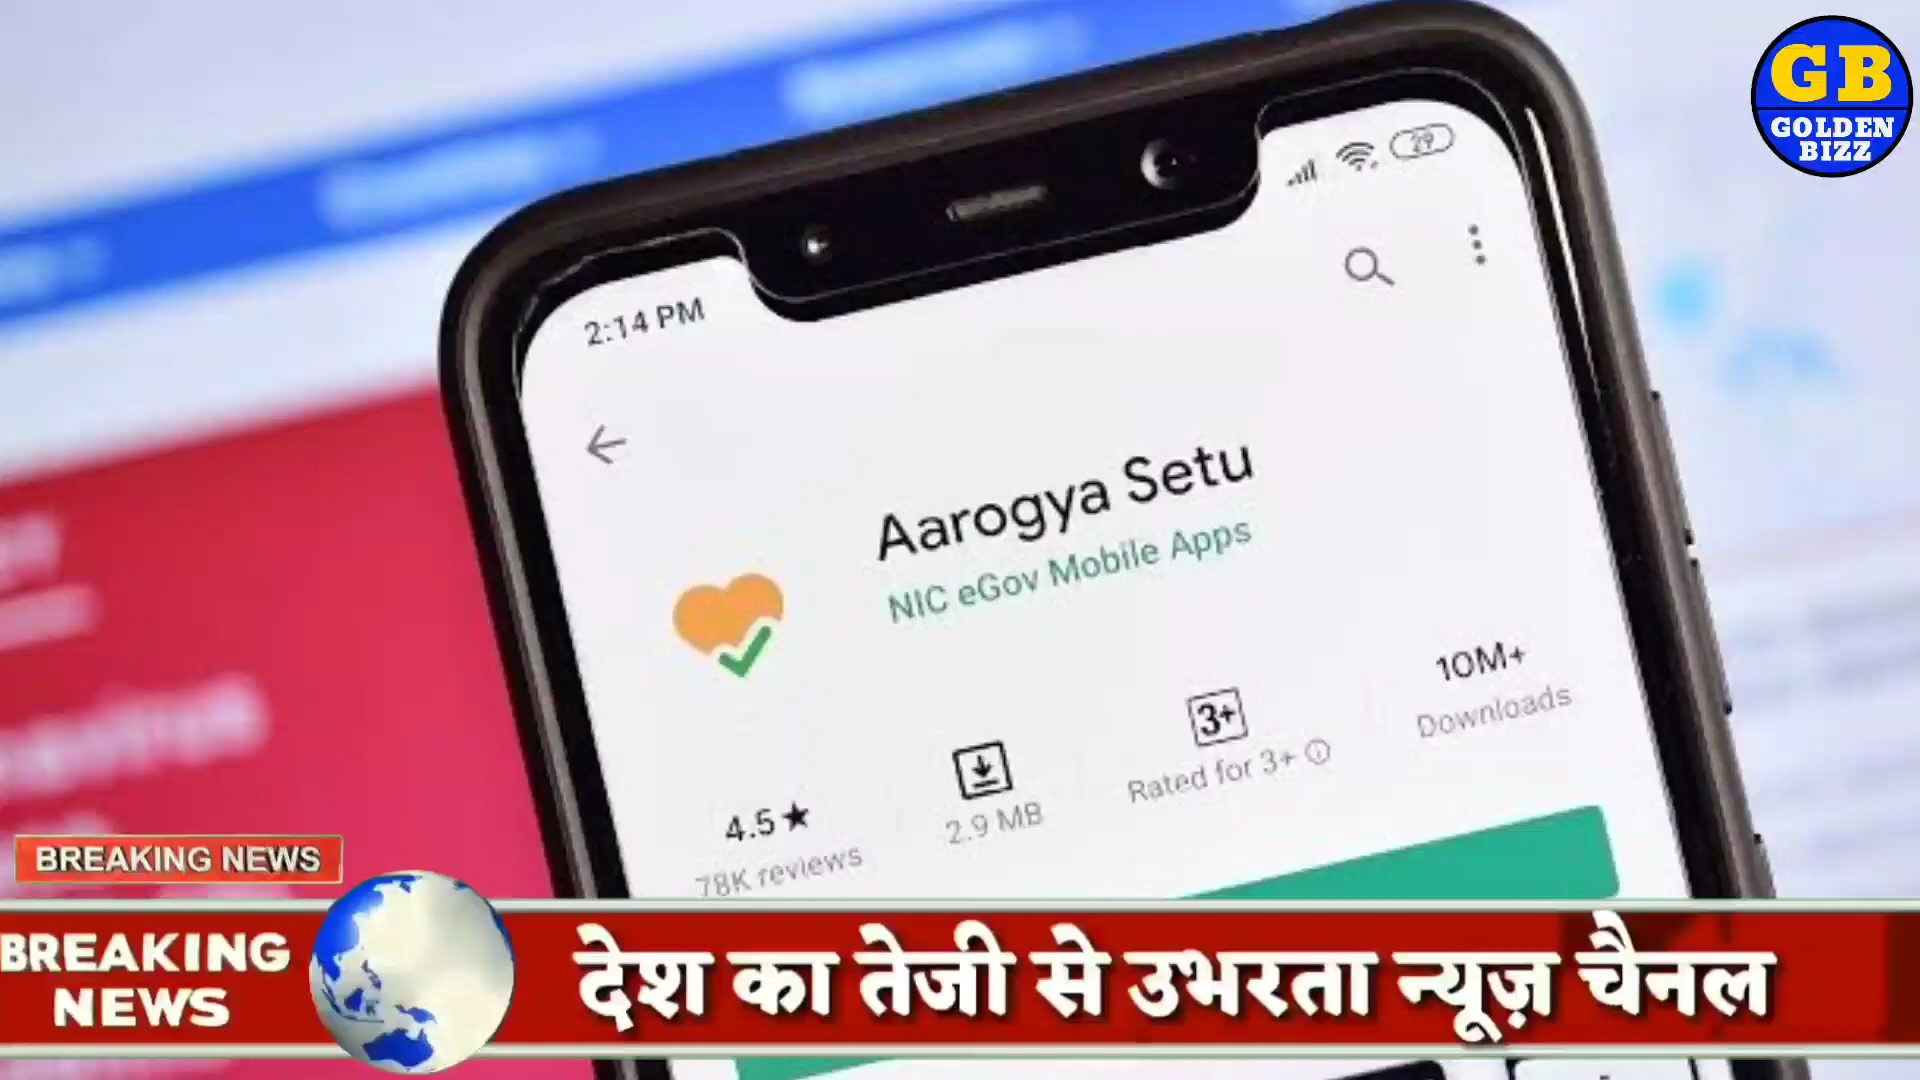 GB
GOLDEN
BIZZ
29
2:14 PM
Aarogya Setu
NIC eGov Mobile Apps
4.5★
78K reviews
2.9 MB
3+
Rated for 3+
10M+
Downloads
BREAKING NEWS
BREAKING
NEWS
देश का तेजी से उभरता न्यूज़ चैनल